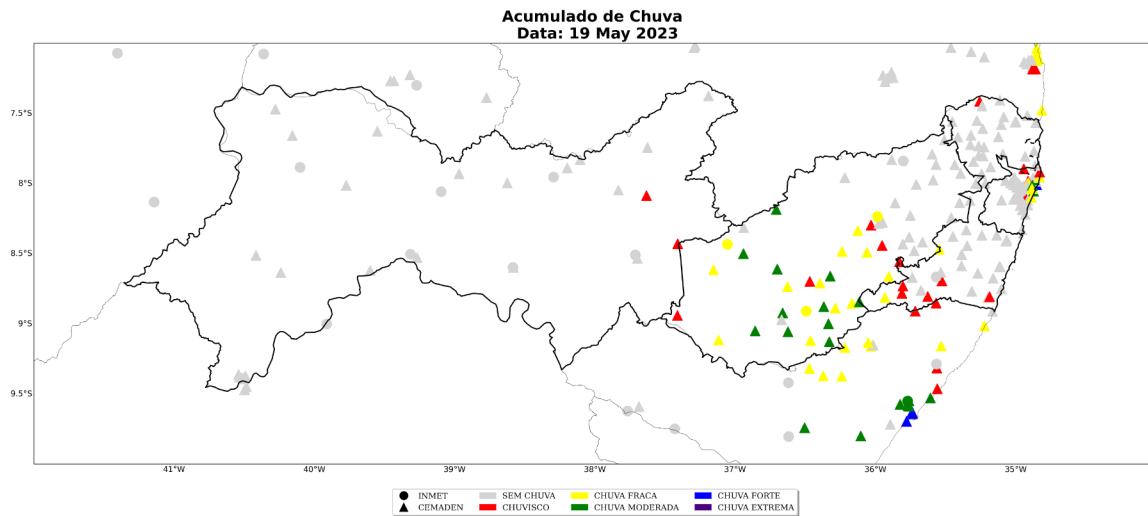 Acumulado de Chuva
Data: 19 May 2023
7.5°S
8°S
8.5°S
9°S
9.5°S
41°W 40°W 39°W 38°W 37°W 36°W 35°W
INMET SEM CHUVA CHUVA FRACA CHUVA FORTE
CEMADEN CHUVISCO CHUVA MODERADA CHUVA EXTREMA